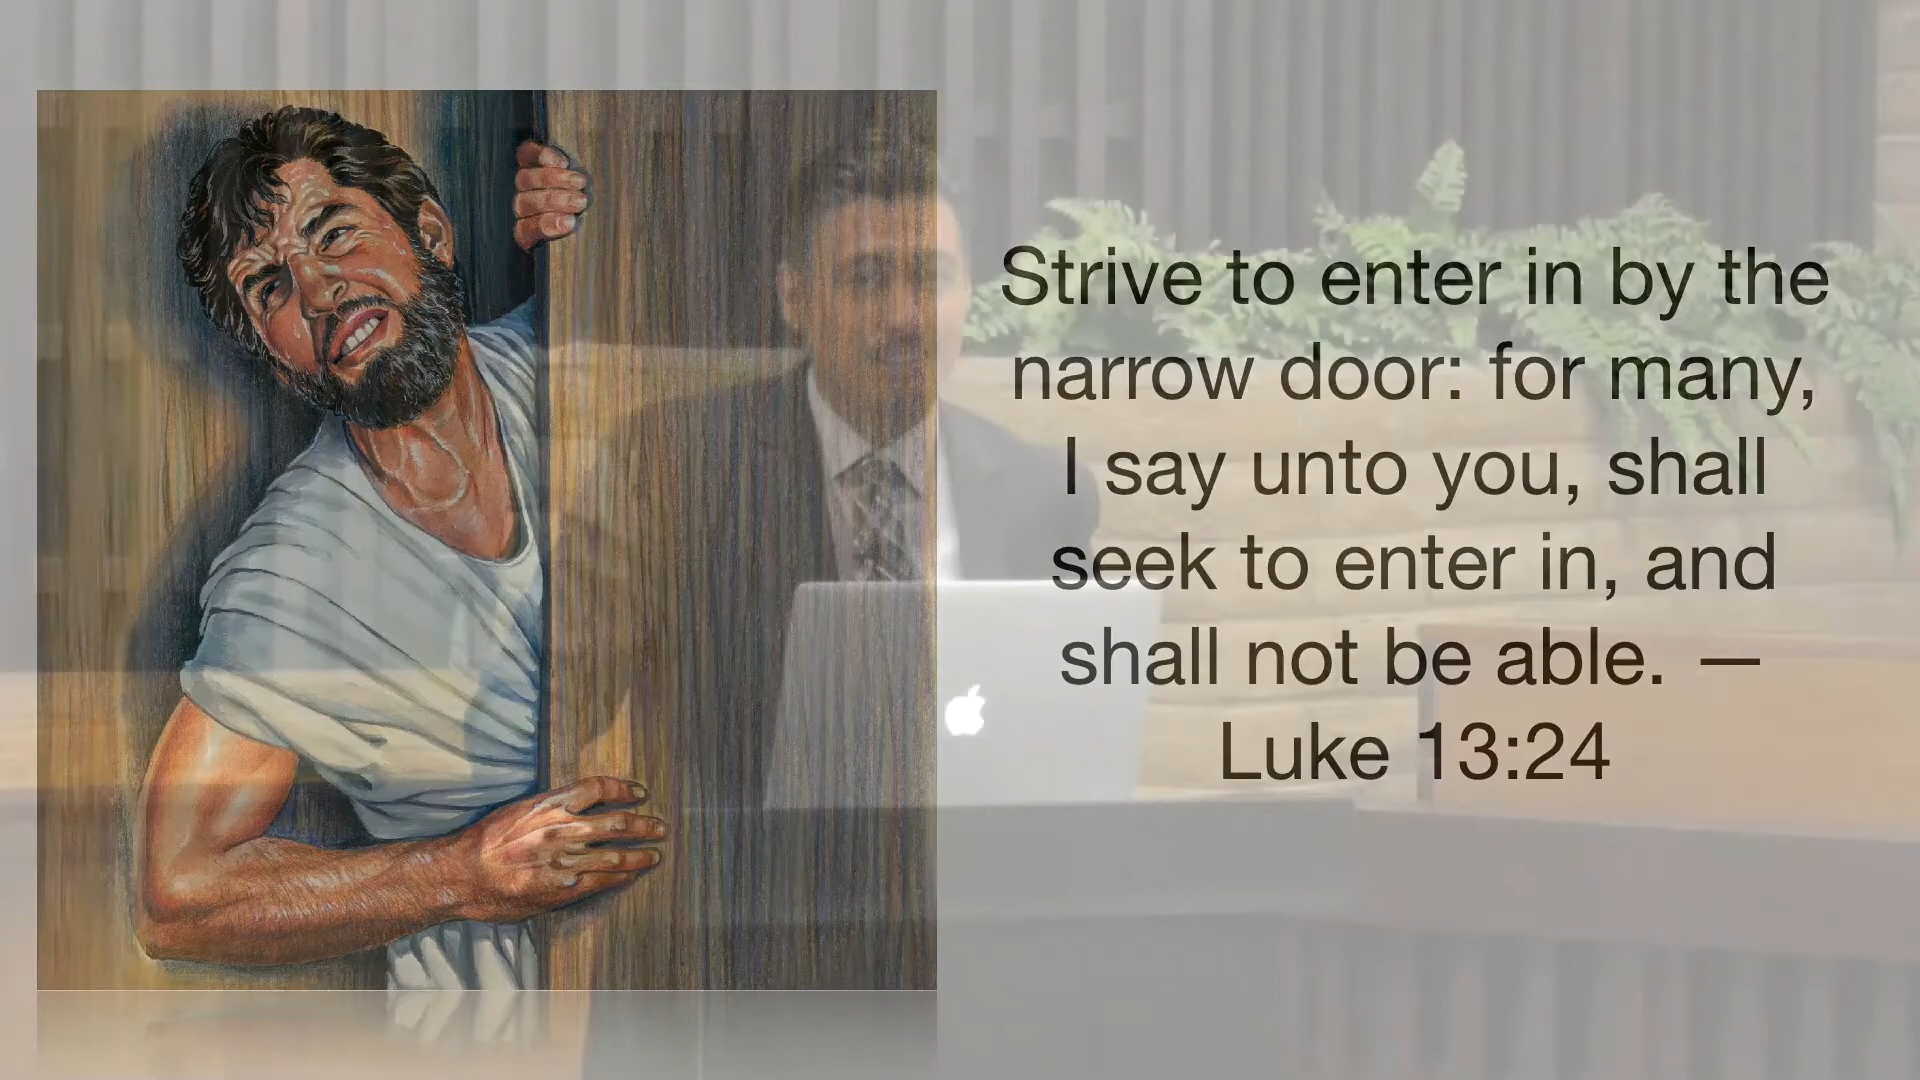 Strive to enter in by the
narrow door: for many,
I say unto you, shall
seek to enter in, and
shall not be able. —
Luke 13:24